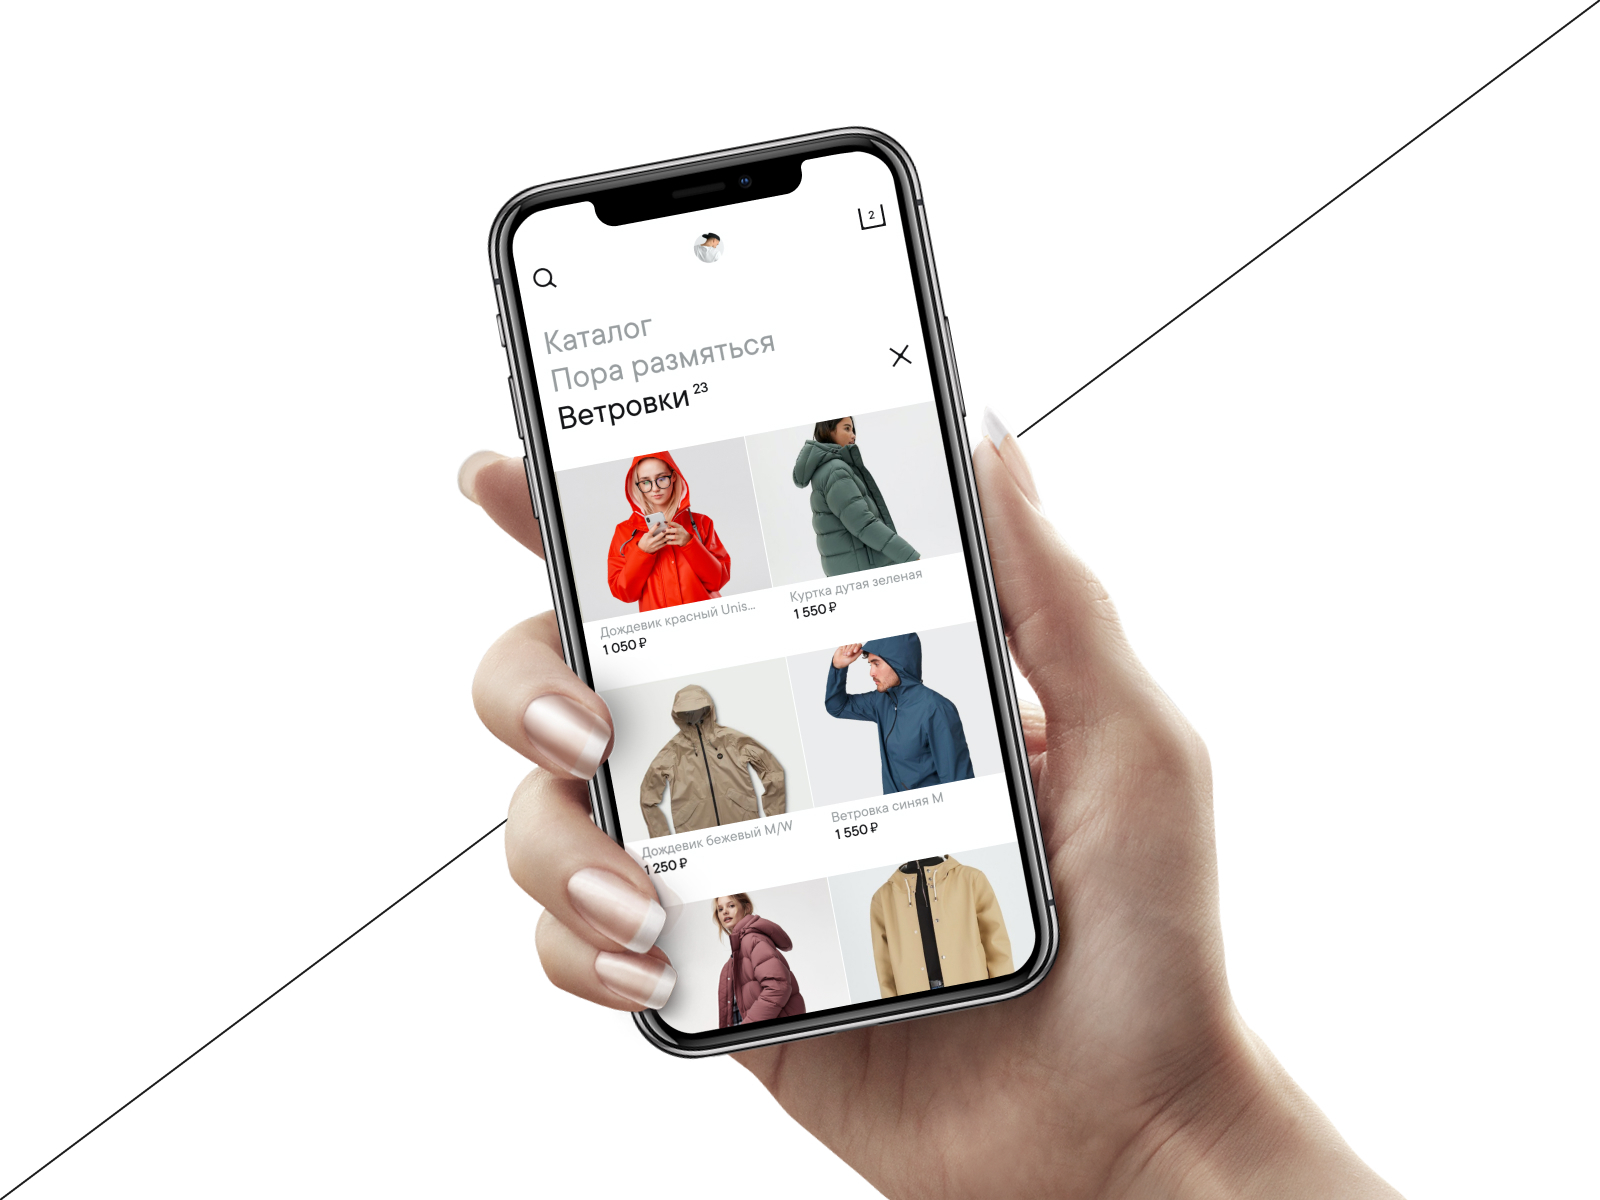 2
Каталог
Пора размяться
Ветровки 23
Дождевик красный Unis...
1 050 ₽
Куртка дутая зеленая
1 550 ₽
Дождевик бежевый M/W
1 250 ₽
Ветровка синяя M
1 550 ₽